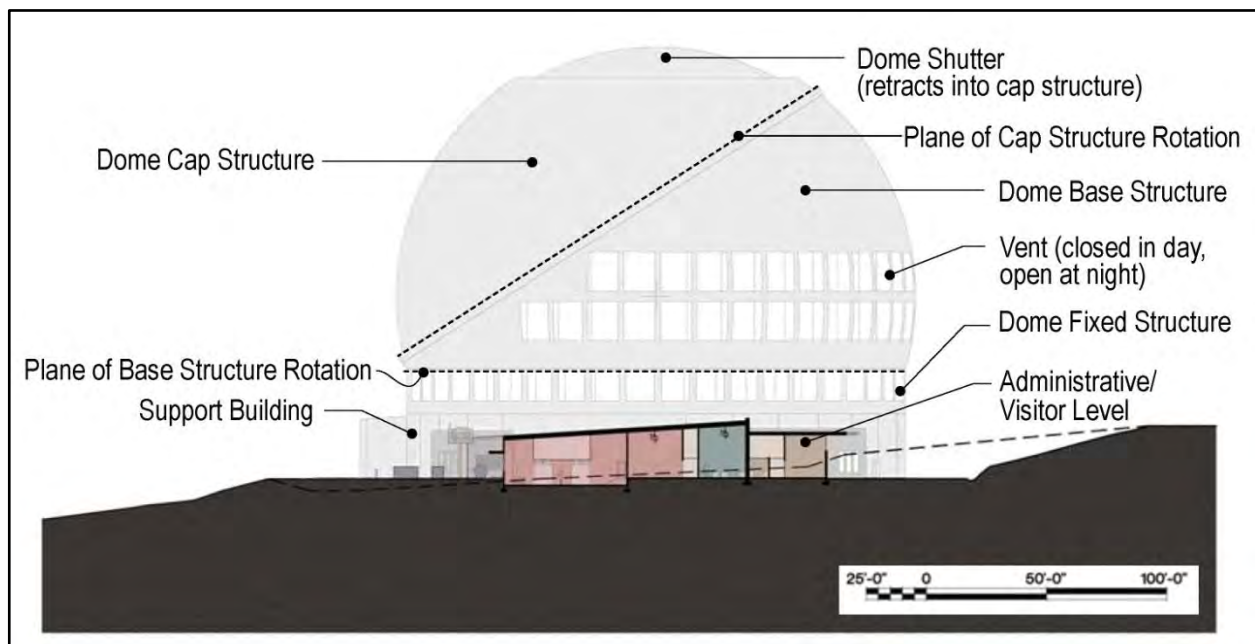 Dome Shutter
(retracts into cap structure)
Plane of Cap Structure Rotation
Dome Cap Structure
Dome Base Structure
Vent (closed in day,
open at night)
Dome Fixed Structure
Plane of Base Structure Rotation
Administrative/
Visitor Level
Support Building
25'-0" 0 50'-0" 100'-0"